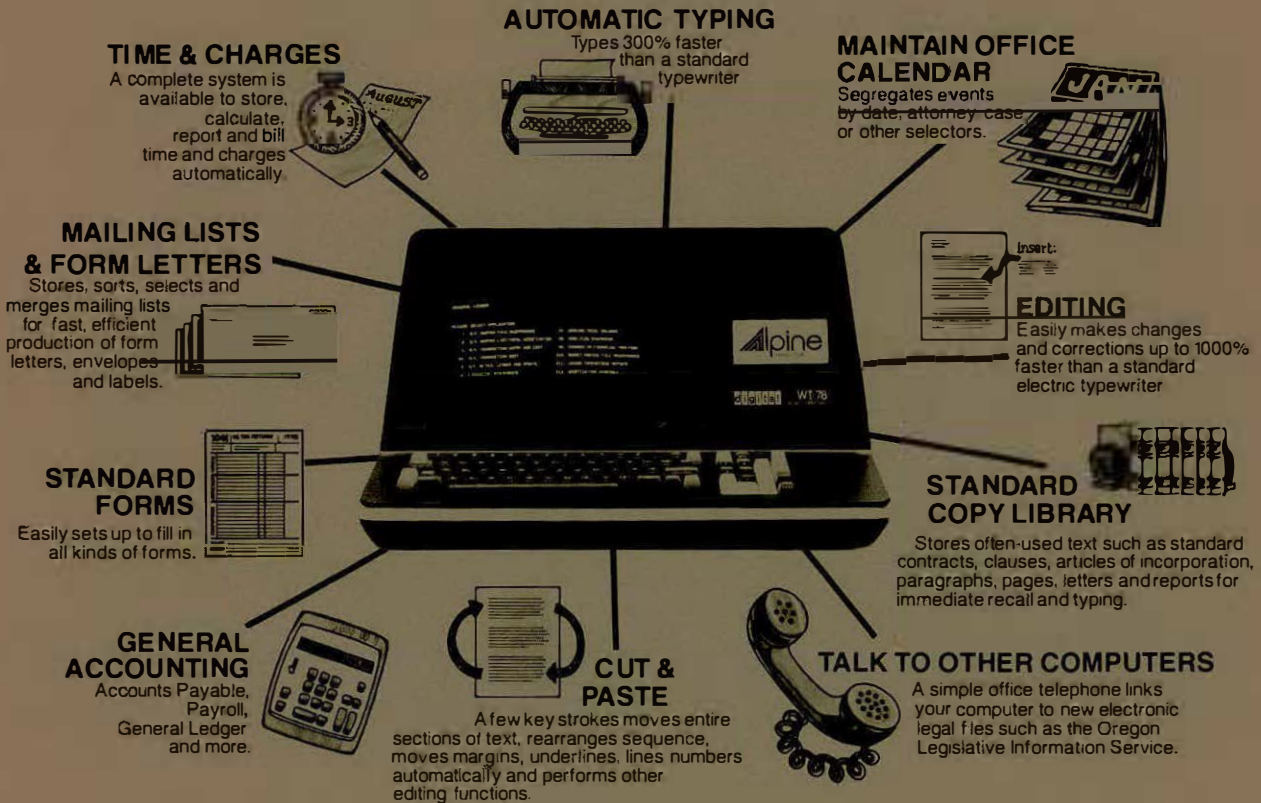 AUTOMATIC TYPING
Types 300% faster
than a standard
typewriter
TIME & CHARGES
A complete system is
available to store,
calculate,
report and bill
time and charges
automatically
AUGUST
3
MAINTAIN OFFICE
CALENDAR
Segregates events
by date, attorney case
or other selectors.
JAN
MAILING LISTS
& FORM LETTERS
Stores, sorts, selects and
merges mailing lists
for fast, efficient
production of form
letters, envelopes
and labels.
Alpine
digital WT 78
insert:
EDITING
Easily makes changes
and corrections up to 1000%
faster than a standard
electric typewriter
STANDARD
FORMS
Easily sets up to fill in
all kinds of forms.
STANDARD
COPY LIBRARY
Stores often-used text such as standard
contracts, clauses, articles of incorporation,
paragraphs, pages, letters and reports for
immediate recall and typing.
GENERAL
ACCOUNTING
Accounts Payable,
Payroll,
General Ledger
and more.
CUT &
PASTE
A few key strokes moves entire
sections of text, rearranges sequence,
moves margins, underlines, lines numbers
automatically and performs other
editing functions.
TALK TO OTHER COMPUTERS
A simple office telephone links
your computer to new electronic
legal files such as the Oregon
Legislative Information Service.